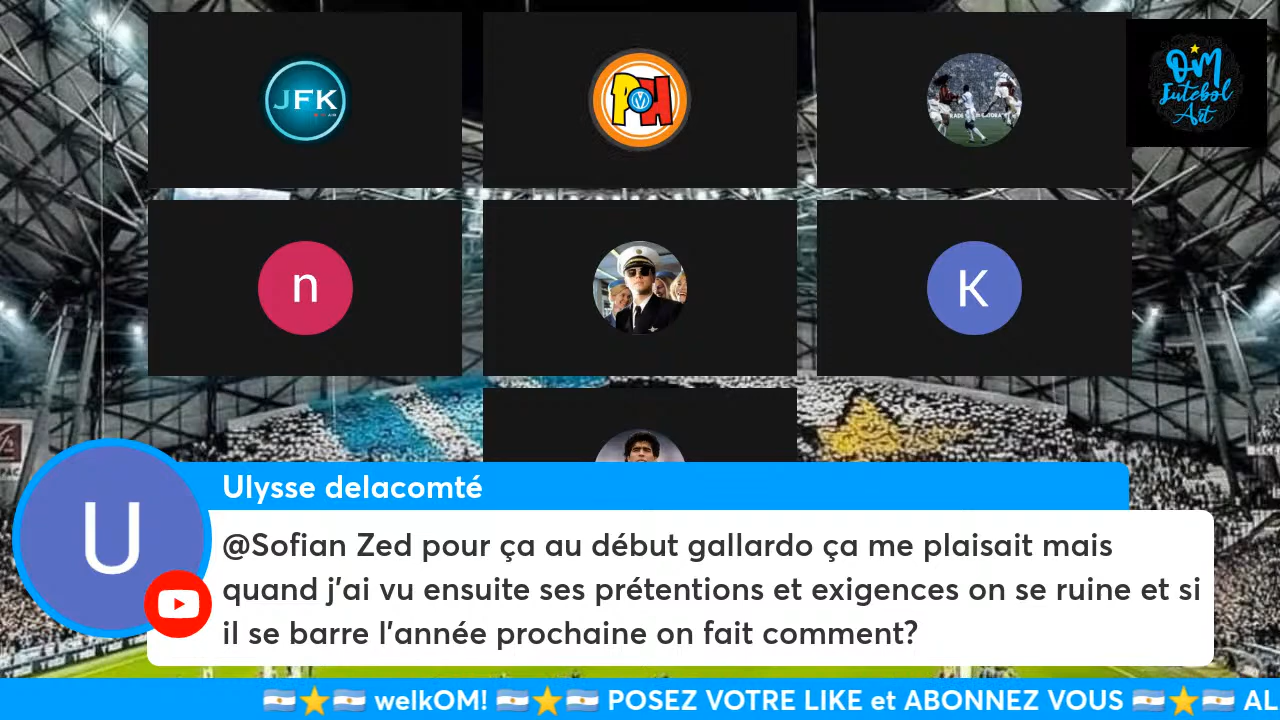 JFK
PH
OM
Futebol
Art
n
K
PAC
U
Ulysse delacomté
@Sofian Zed pour ça au début gallardo ça me plaisait mais
quand j'ai vu ensuite ses prétentions et exigences on se ruine et si
il se barre l'année prochaine on fait comment?
🇦🇷⭐🇦🇷 welkOM! 🇦🇷⭐🇦🇷 POSEZ VOTRE LIKE et ABONNEZ VOUS 🇦🇷⭐🇦🇷 AL